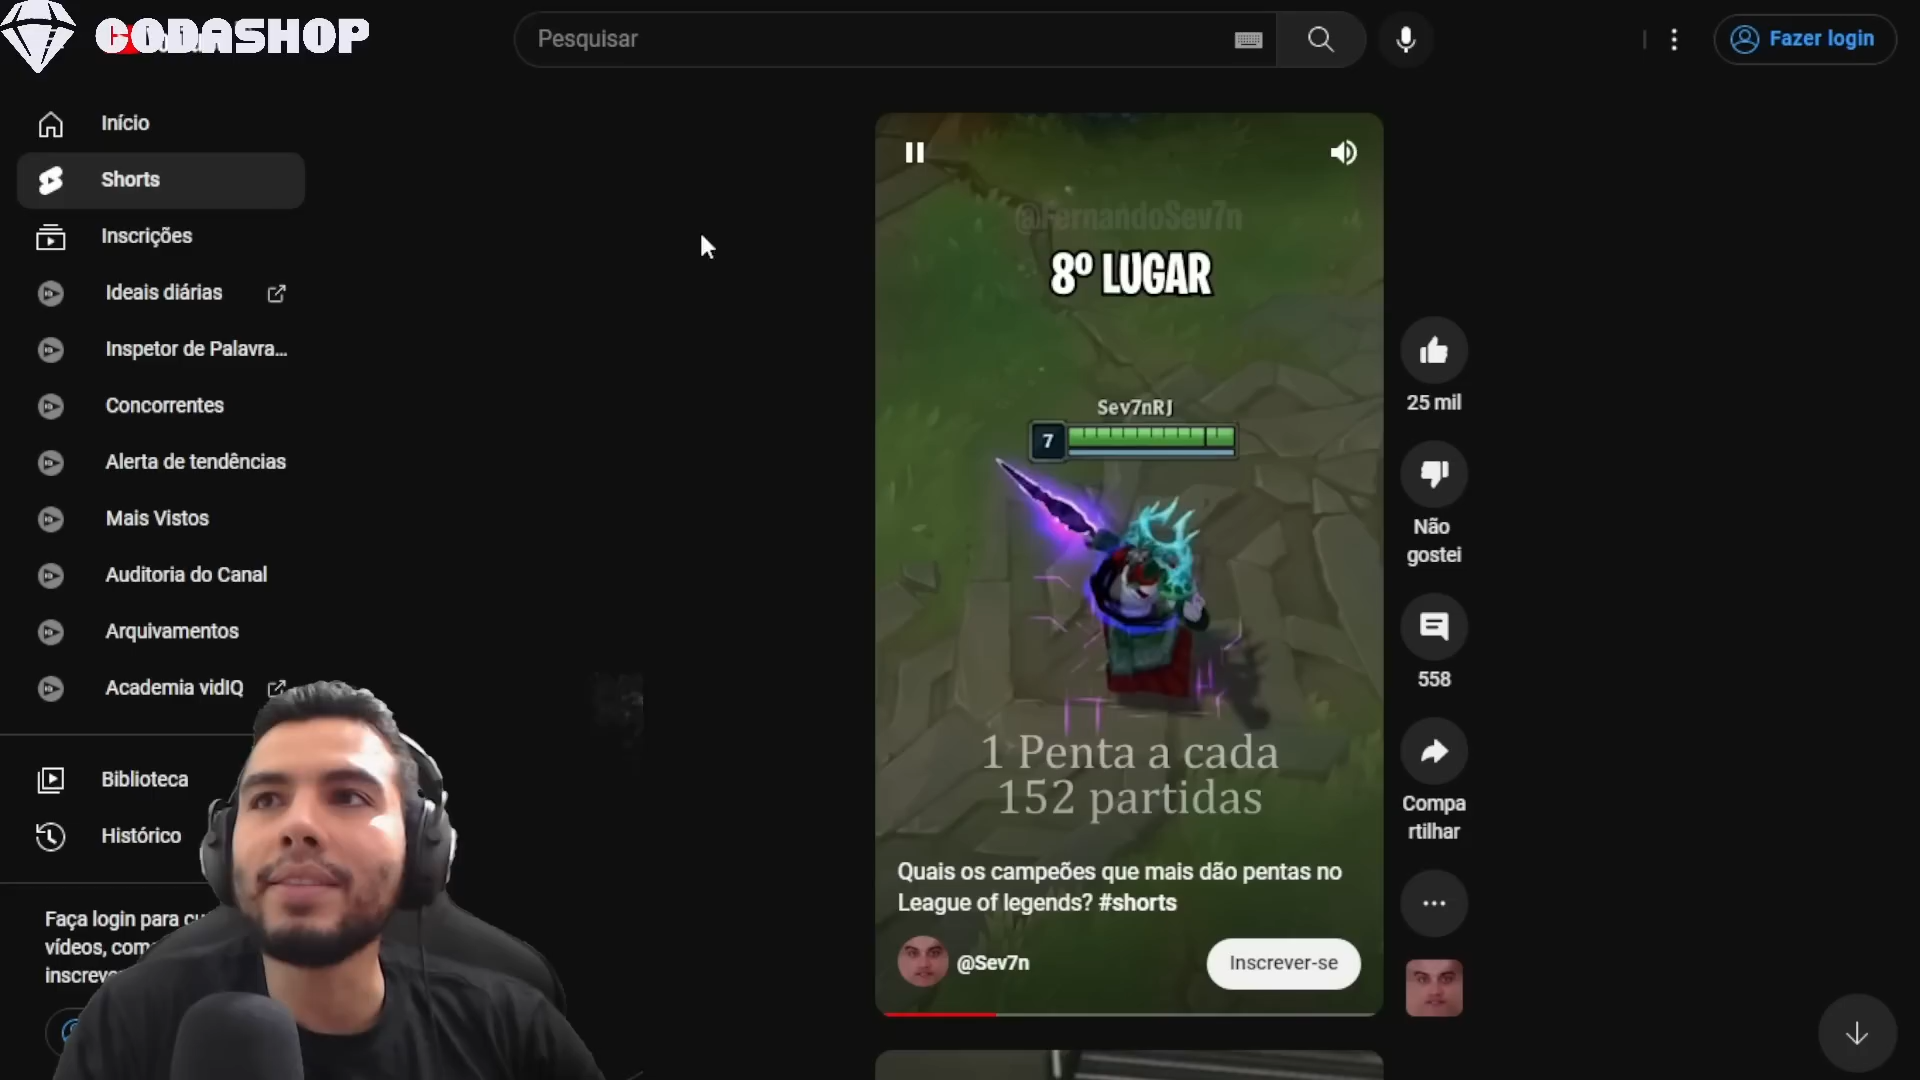 CODASHOP
Pesquisar
Fazer login
Início
Shorts
Inscrições
Ideais diárias
Inspetor de Palavra...
Concorrentes
Alerta de tendências
Mais Vistos
Auditoria do Canal
Arquivamentos
Academia vidIQ
Biblioteca
Histórico
Faça login para cu
vídeos, com
inscreve
@FernandoSev7n
8º LUGAR
Sev7nRJ
7
1 Penta a cada
152 partidas
Quais os campeões que mais dão pentas no
League of legends? #shorts
@Sev7n
Inscrever-se
25 mil
Não
gostei
558
Compa
rtilhar